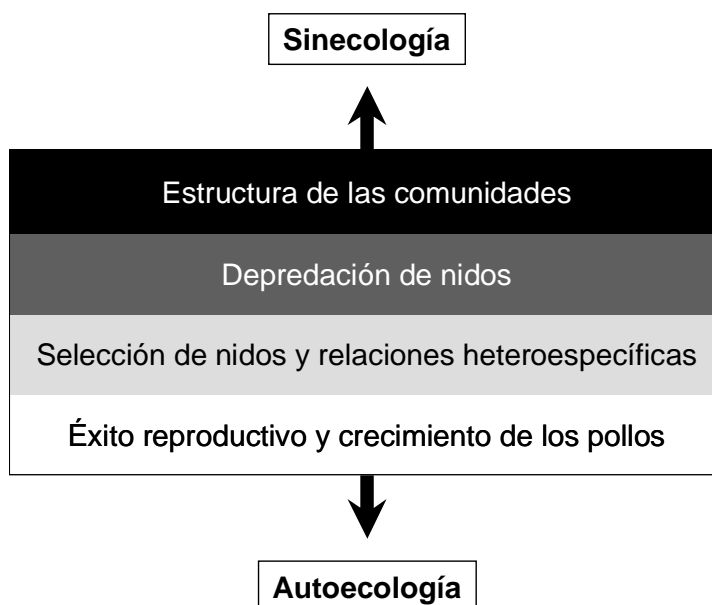 Sinecología
Estructura de las comunidades
Depredación de nidos
Selección de nidos y relaciones heteroespecíficas
Éxito reproductivo y crecimiento de los pollos
Autoecología